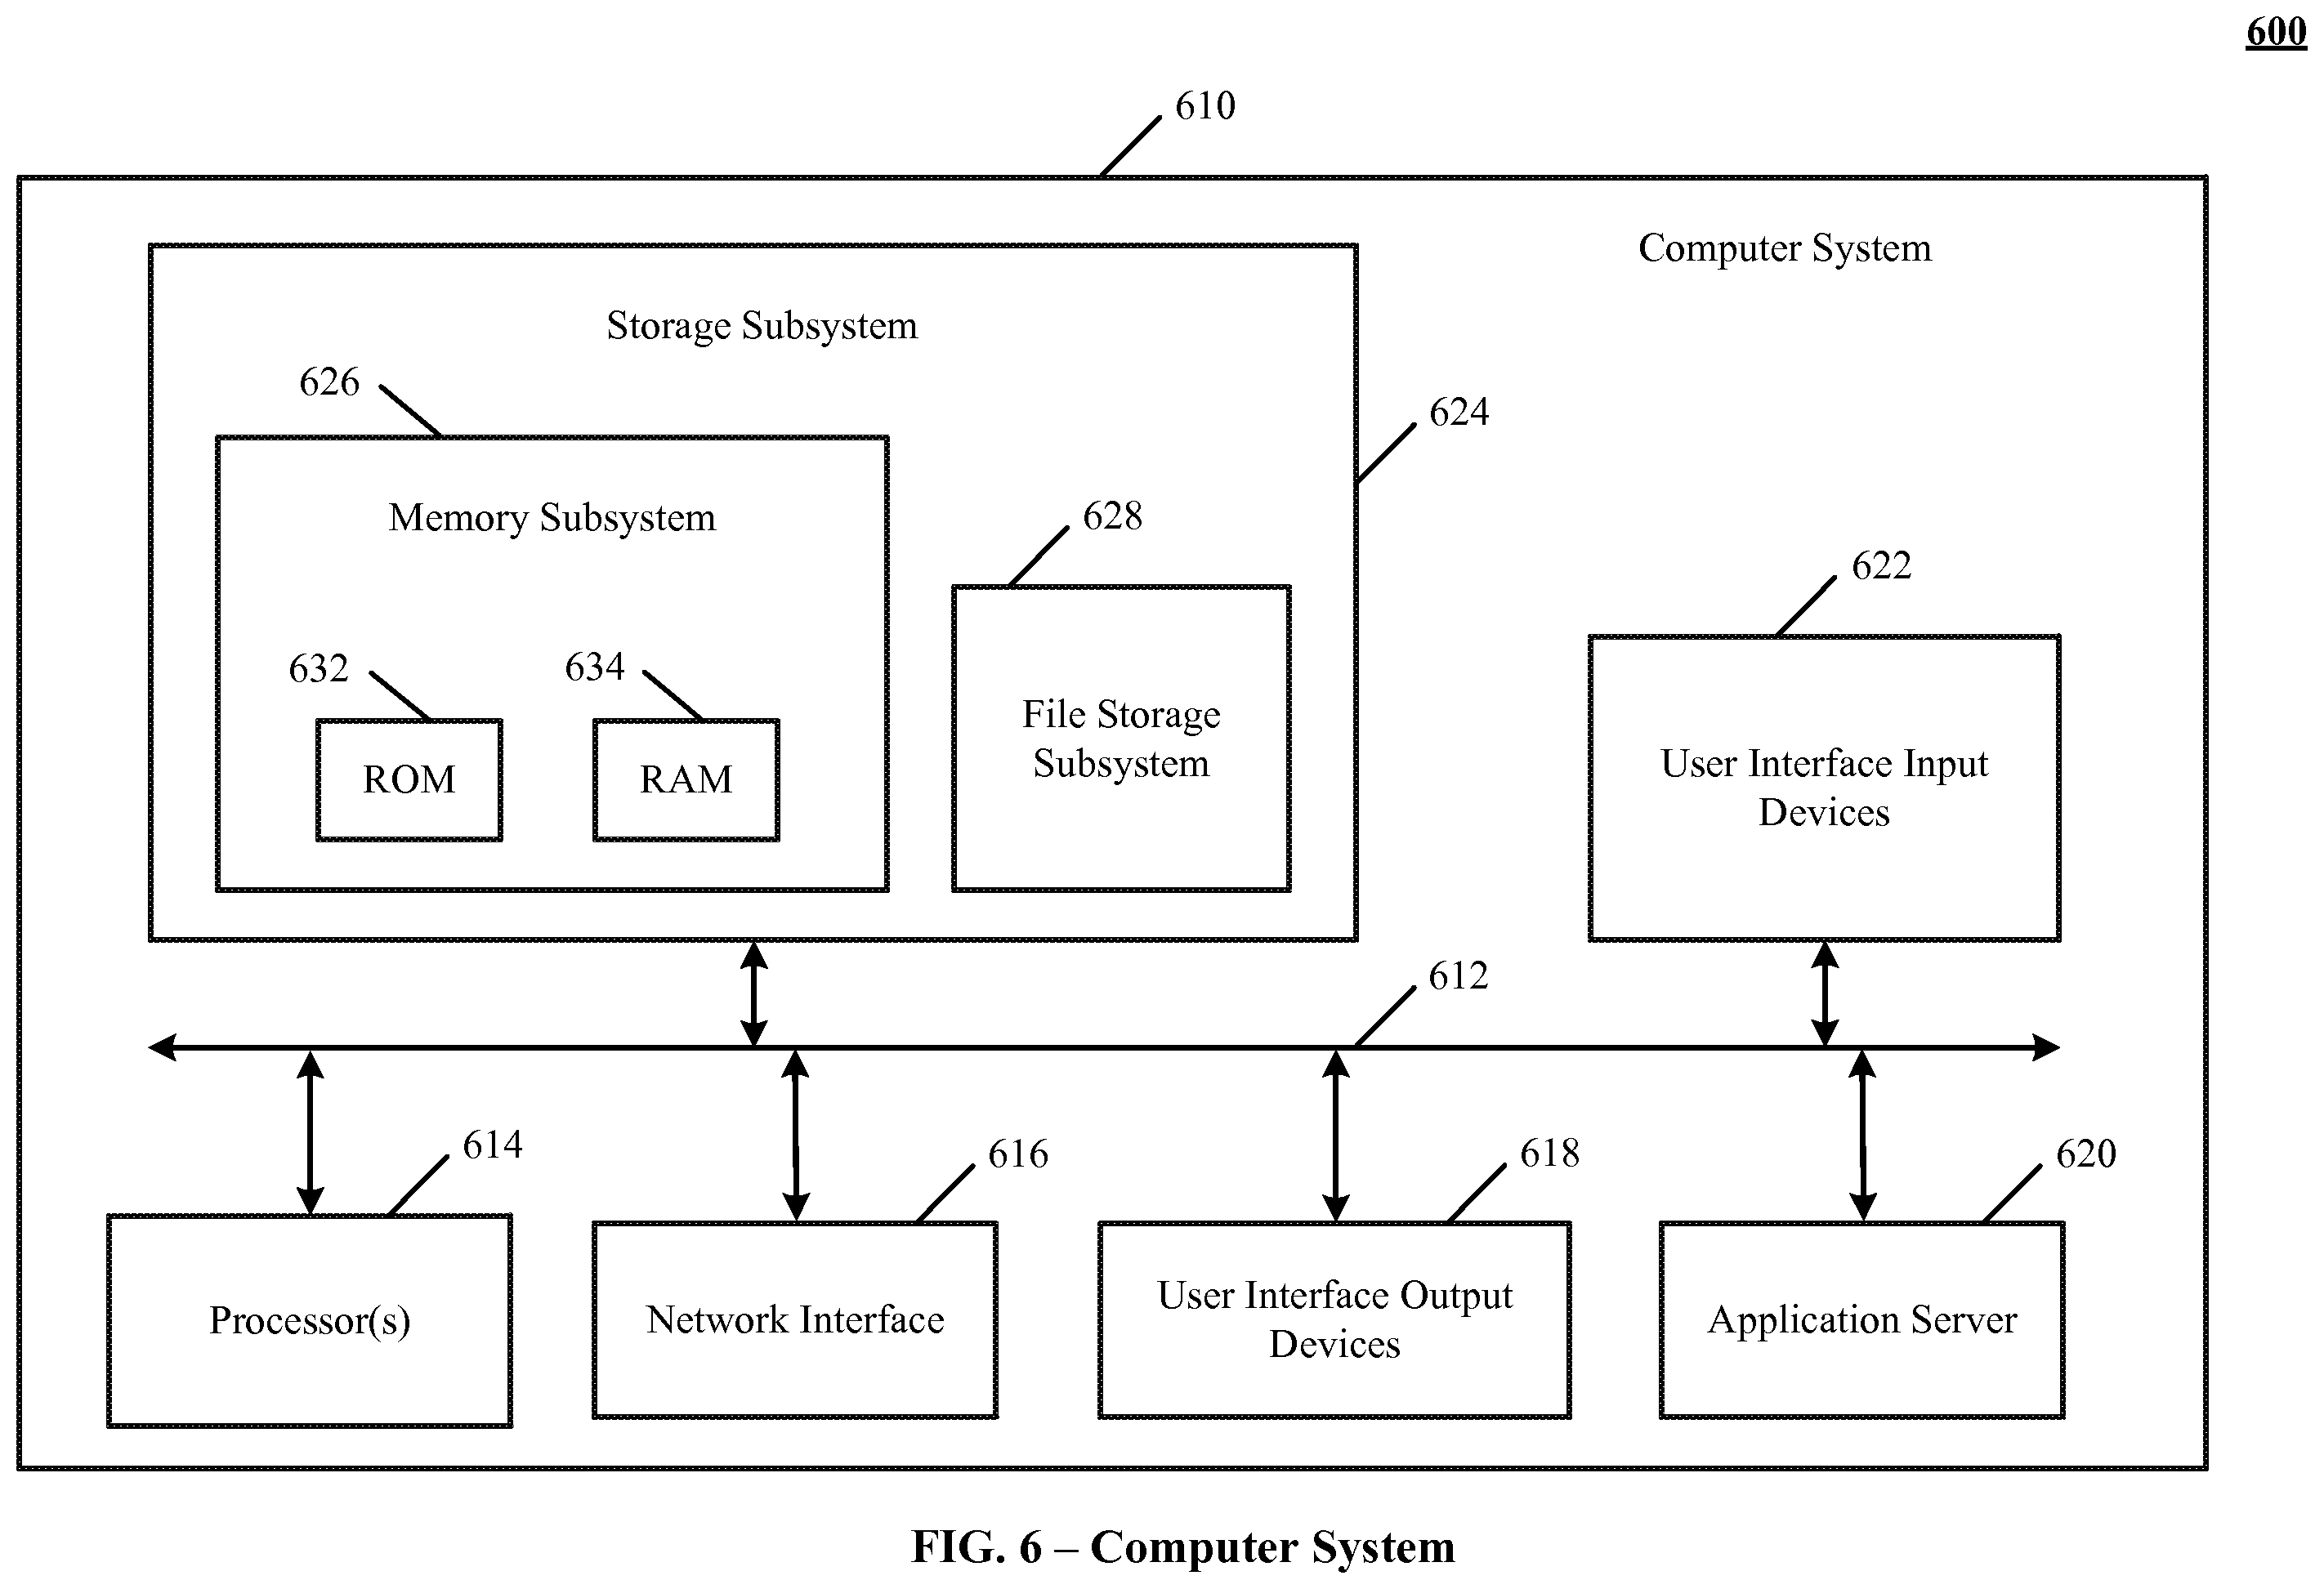 600
610
Computer System
Storage Subsystem
626
624
Memory Subsystem
628
622
632
634
File Storage
Subsystem
ROM
RAM
User Interface Input
Devices
612
614
616
618
620
Processor(s)
Network Interface
User Interface Output
Devices
Application Server
FIG. 6 – Computer System